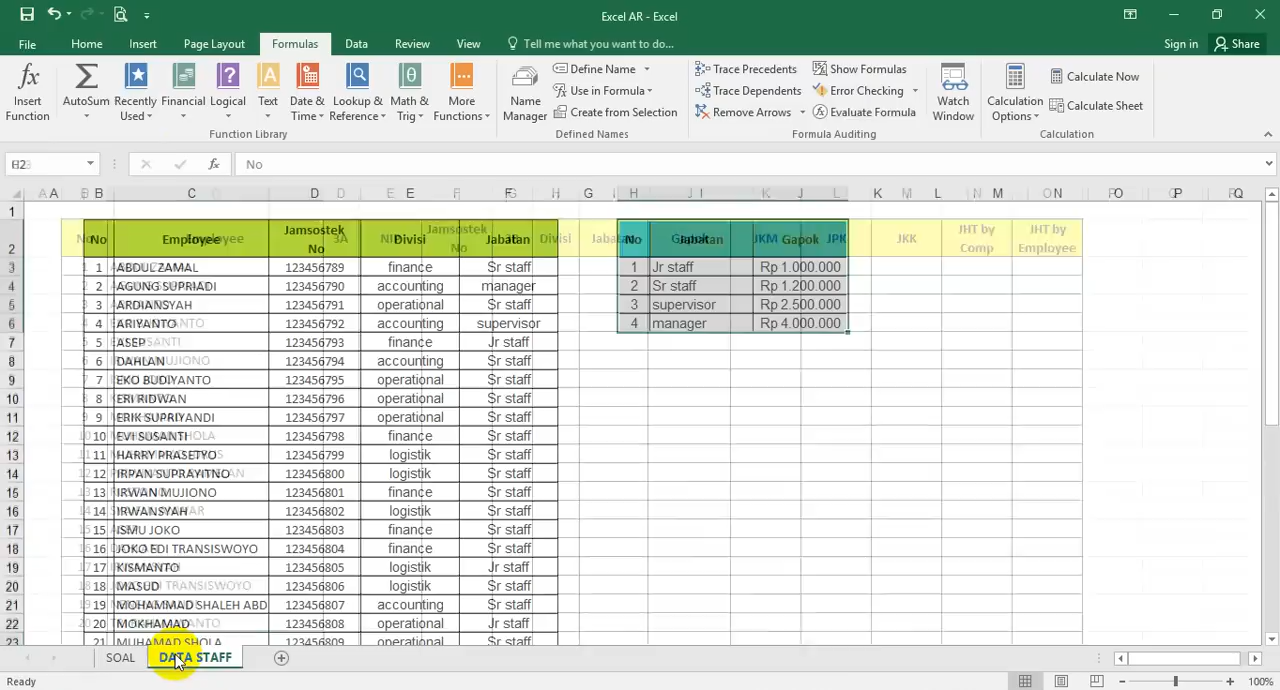 Excel AR - Excel
File Home Insert Page Layout Formulas Data Review View Tell me what you want to do... Sign in Share
Insert Function
AutoSum
Recently Used
Financial
Logical
Text
Date & Time
Lookup & Reference
Math & Trig
More Functions
Function Library
Name Manager
Define Name
Use in Formula
Create from Selection
Defined Names
Trace Precedents
Trace Dependents
Remove Arrows
Show Formulas
Error Checking
Evaluate Formula
Formula Auditing
Watch Window
Calculation Options
Calculate Now
Calculate Sheet
Calculation
fx No
No Employee Jamsostek No Divisi Jabatan
No Jabatan Gapok
JKM JPK JKK JHT by Comp JHT by Employee
1 ABDUL ZAMAL 123456789 finance Sr staff 1 Jr staff Rp 1.000.000
2 AGUNG SUPRIADI 123456790 accounting manager 2 Sr staff Rp 1.200.000
3 ARDIANSYAH 123456791 operational Sr staff 3 supervisor Rp 2.500.000
4 ARIYANTO 123456792 accounting supervisor 4 manager Rp 4.000.000
5 ASEP 123456793 finance Jr staff
6 DAHLAN 123456794 accounting Sr staff
7 EKO BUDIYANTO 123456795 operational Sr staff
8 ERI RIDWAN 123456796 operational Sr staff
9 ERIK SUPRIYANDI 123456797 operational Sr staff
10 EVI SUSANTI 123456798 finance Sr staff
11 HARRY PRASETYO 123456799 logistik Sr staff
12 IRPAN SUPRAYITNO 123456800 logistik Sr staff
13 IRWAN MUJIONO 123456801 finance Sr staff
14 IRWANSYAH 123456802 logistik Sr staff
15 ISMU JOKO 123456803 finance Sr staff
16 JOKO EDI TRANSISWOYO 123456804 finance Sr staff
17 KISMANTO 123456805 logistik Jr staff
18 MASUD 123456806 logistik Sr staff
19 MOHAMMAD SHALEH ABD 123456807 accounting Sr staff
20 MOKHAMAD 123456808 operational Jr staff
21 MUHAMAD SHOLA 123456809 operational Sr staff
SOAL DATA STAFF
Ready 100%